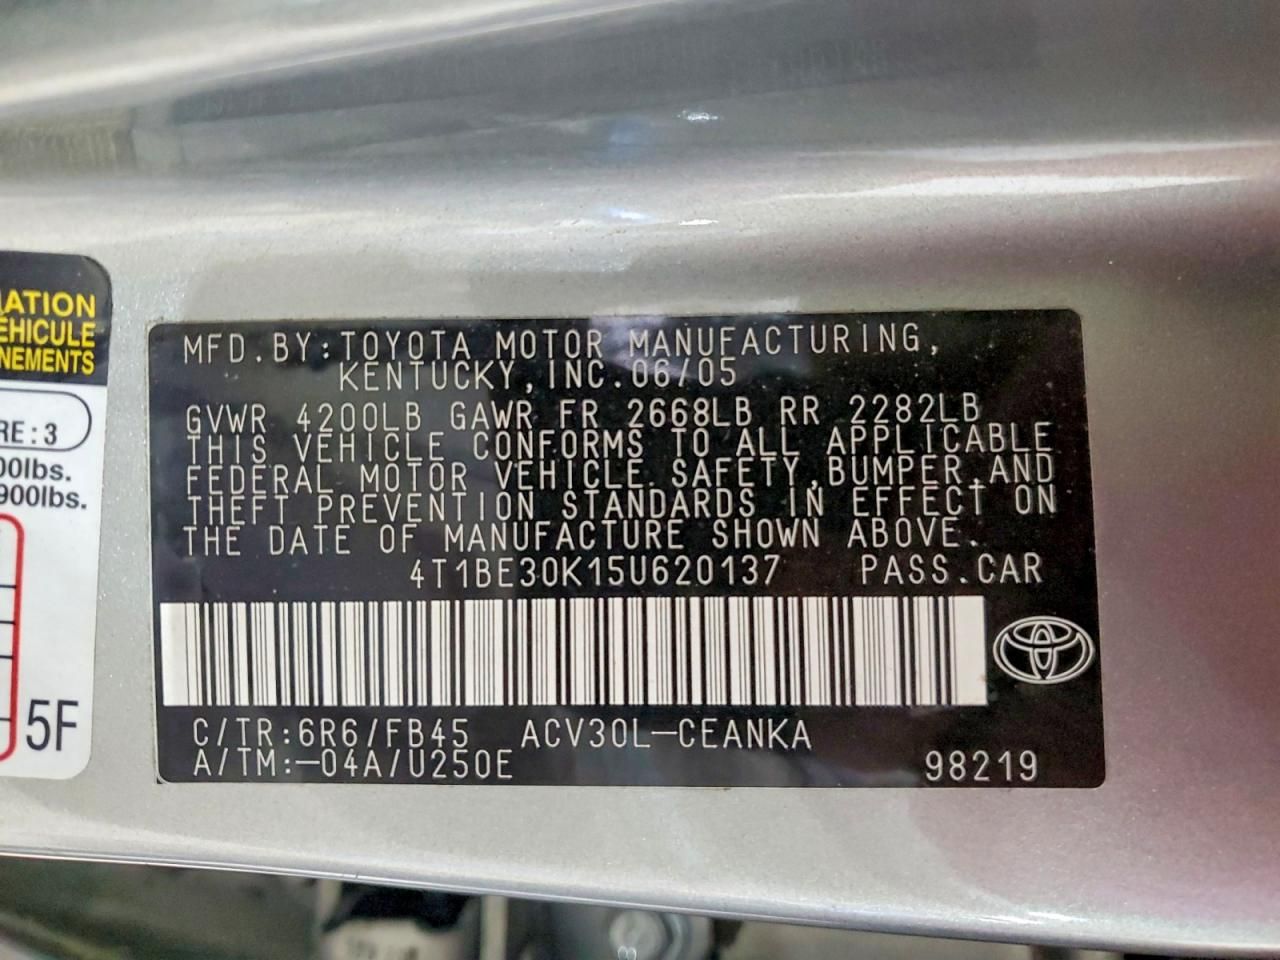 ATION
ÉHICULE
NEMENTS
RE:3
00lbs.
900lbs.
5F
MFD.BY:TOYOTA MOTOR MANUFACTURING,
KENTUCKY,INC.06/05
GVWR 4200LB GAWR FR 2668LB RR 2282LB
THIS VEHICLE CONFORMS TO ALL APPLICABLE
FEDERAL MOTOR VEHICLE SAFETY,BUMPER,AND
THEFT PREVENTION STANDARDS IN EFFECT ON
THE DATE OF MANUFACTURE SHOWN ABOVE.
4T1BE30K15U620137 PASS.CAR
C/TR:6R6/FB45 ACV30L-CEANKA
A/TM:-04A/U250E 98219